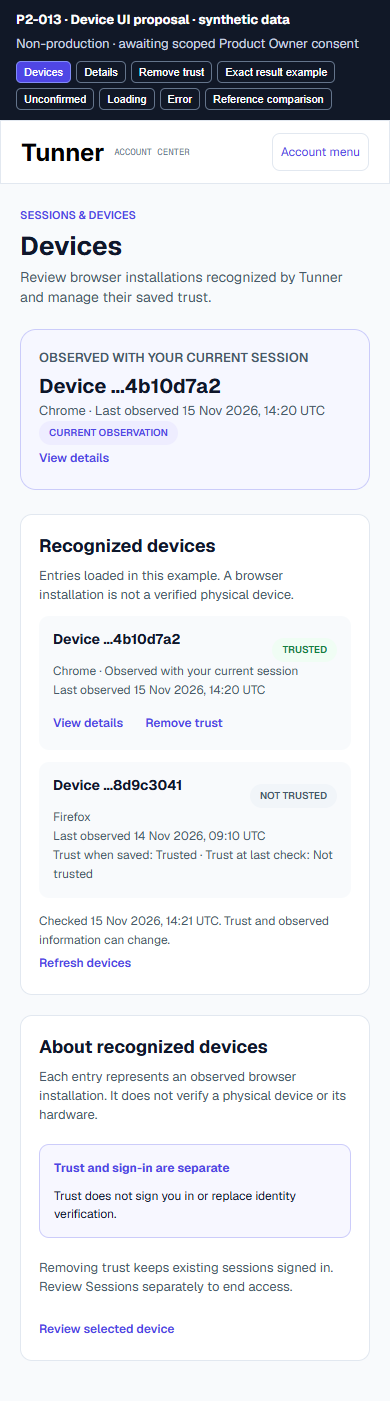 P2-013 · Device UI proposal · synthetic data
Non-production · awaiting scoped Product Owner consent
Devices
Details
Remove trust
Exact result example
Unconfirmed
Loading
Error
Reference comparison
Tunner
ACCOUNT CENTER
Account menu
SESSIONS & DEVICES
Devices
Review browser installations recognized by Tunner
and manage their saved trust.
OBSERVED WITH YOUR CURRENT SESSION
Device …4b10d7a2
Chrome · Last observed 15 Nov 2026, 14:20 UTC
CURRENT OBSERVATION
View details
Recognized devices
Entries loaded in this example. A browser
installation is not a verified physical device.
Device …4b10d7a2
TRUSTED
Chrome · Observed with your current session
Last observed 15 Nov 2026, 14:20 UTC
View details
Remove trust
Device …8d9c3041
NOT TRUSTED
Firefox
Last observed 14 Nov 2026, 09:10 UTC
Trust when saved: Trusted · Trust at last check: Not
trusted
Checked 15 Nov 2026, 14:21 UTC. Trust and observed
information can change.
Refresh devices
About recognized devices
Each entry represents an observed browser
installation. It does not verify a physical device or its
hardware.
Trust and sign-in are separate
Trust does not sign you in or replace identity
verification.
Removing trust keeps existing sessions signed in.
Review Sessions separately to end access.
Review selected device